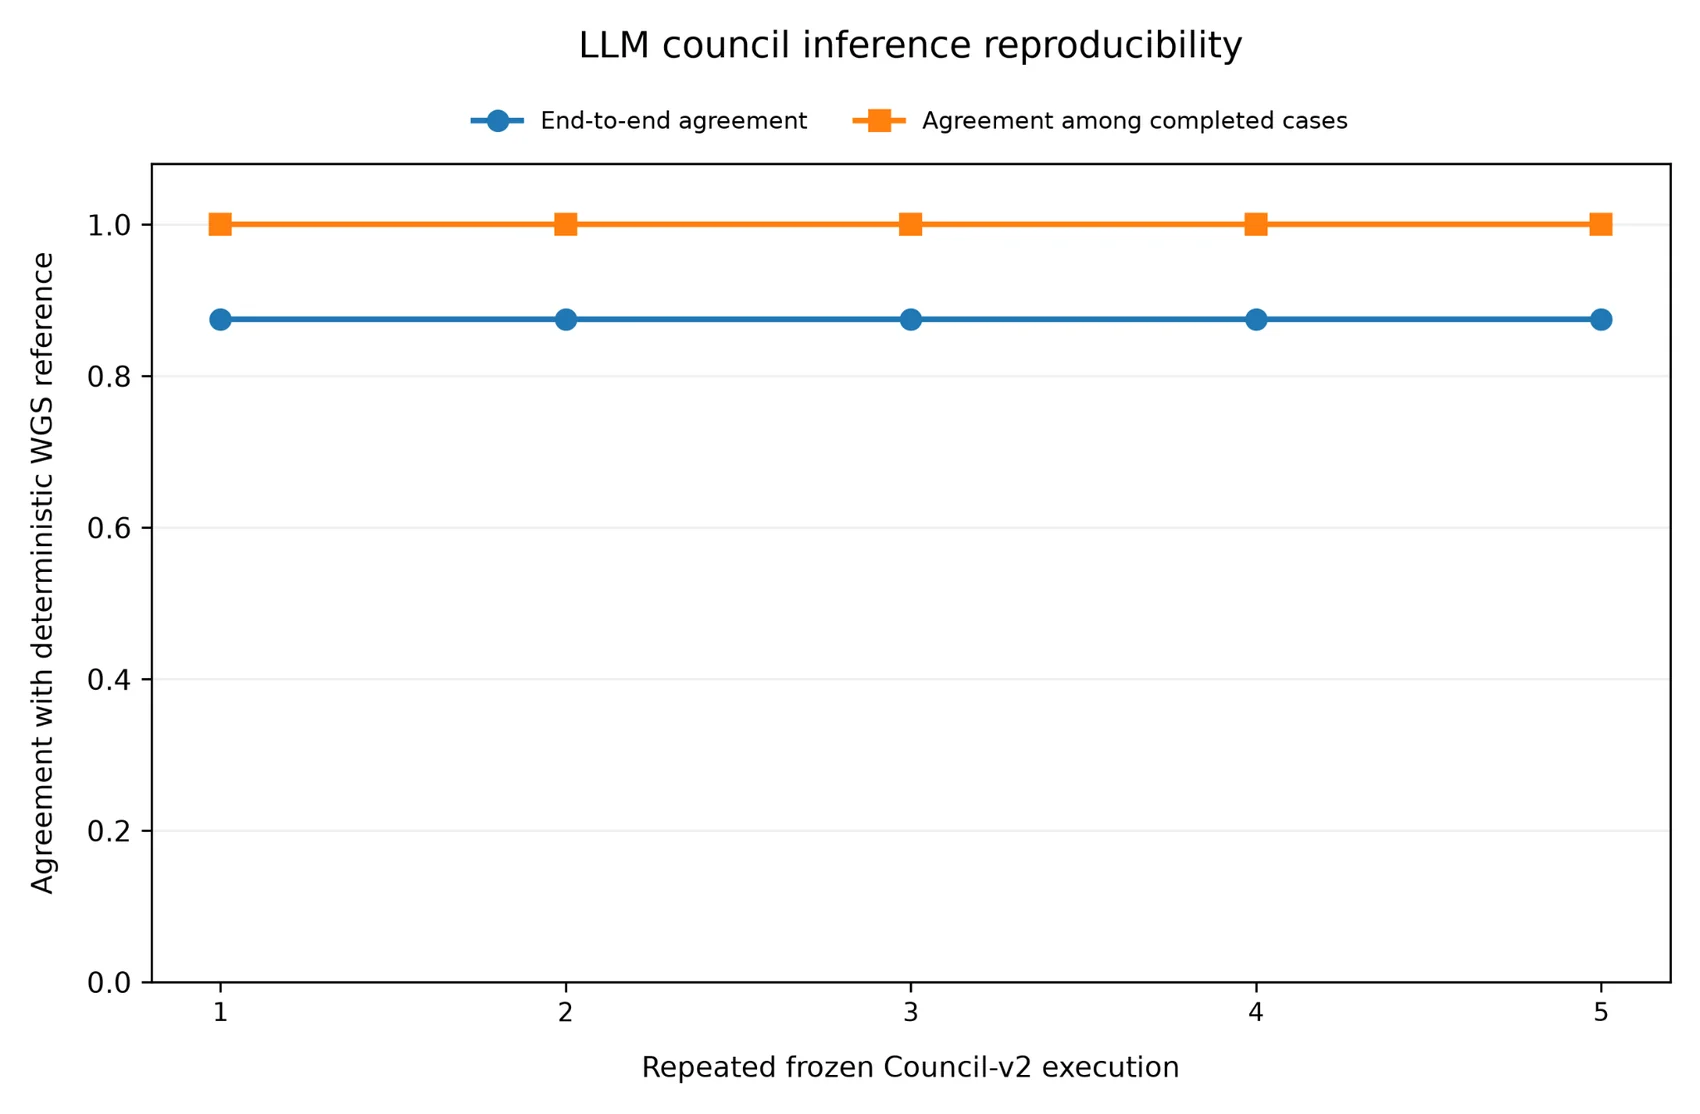 LLM council inference reproducibility
End-to-end agreement
Agreement among completed cases
Agreement with deterministic WGS reference
1.0
0.8
0.6
0.4
0.2
0.0
1 2 3 4 5
Repeated frozen Council-v2 execution